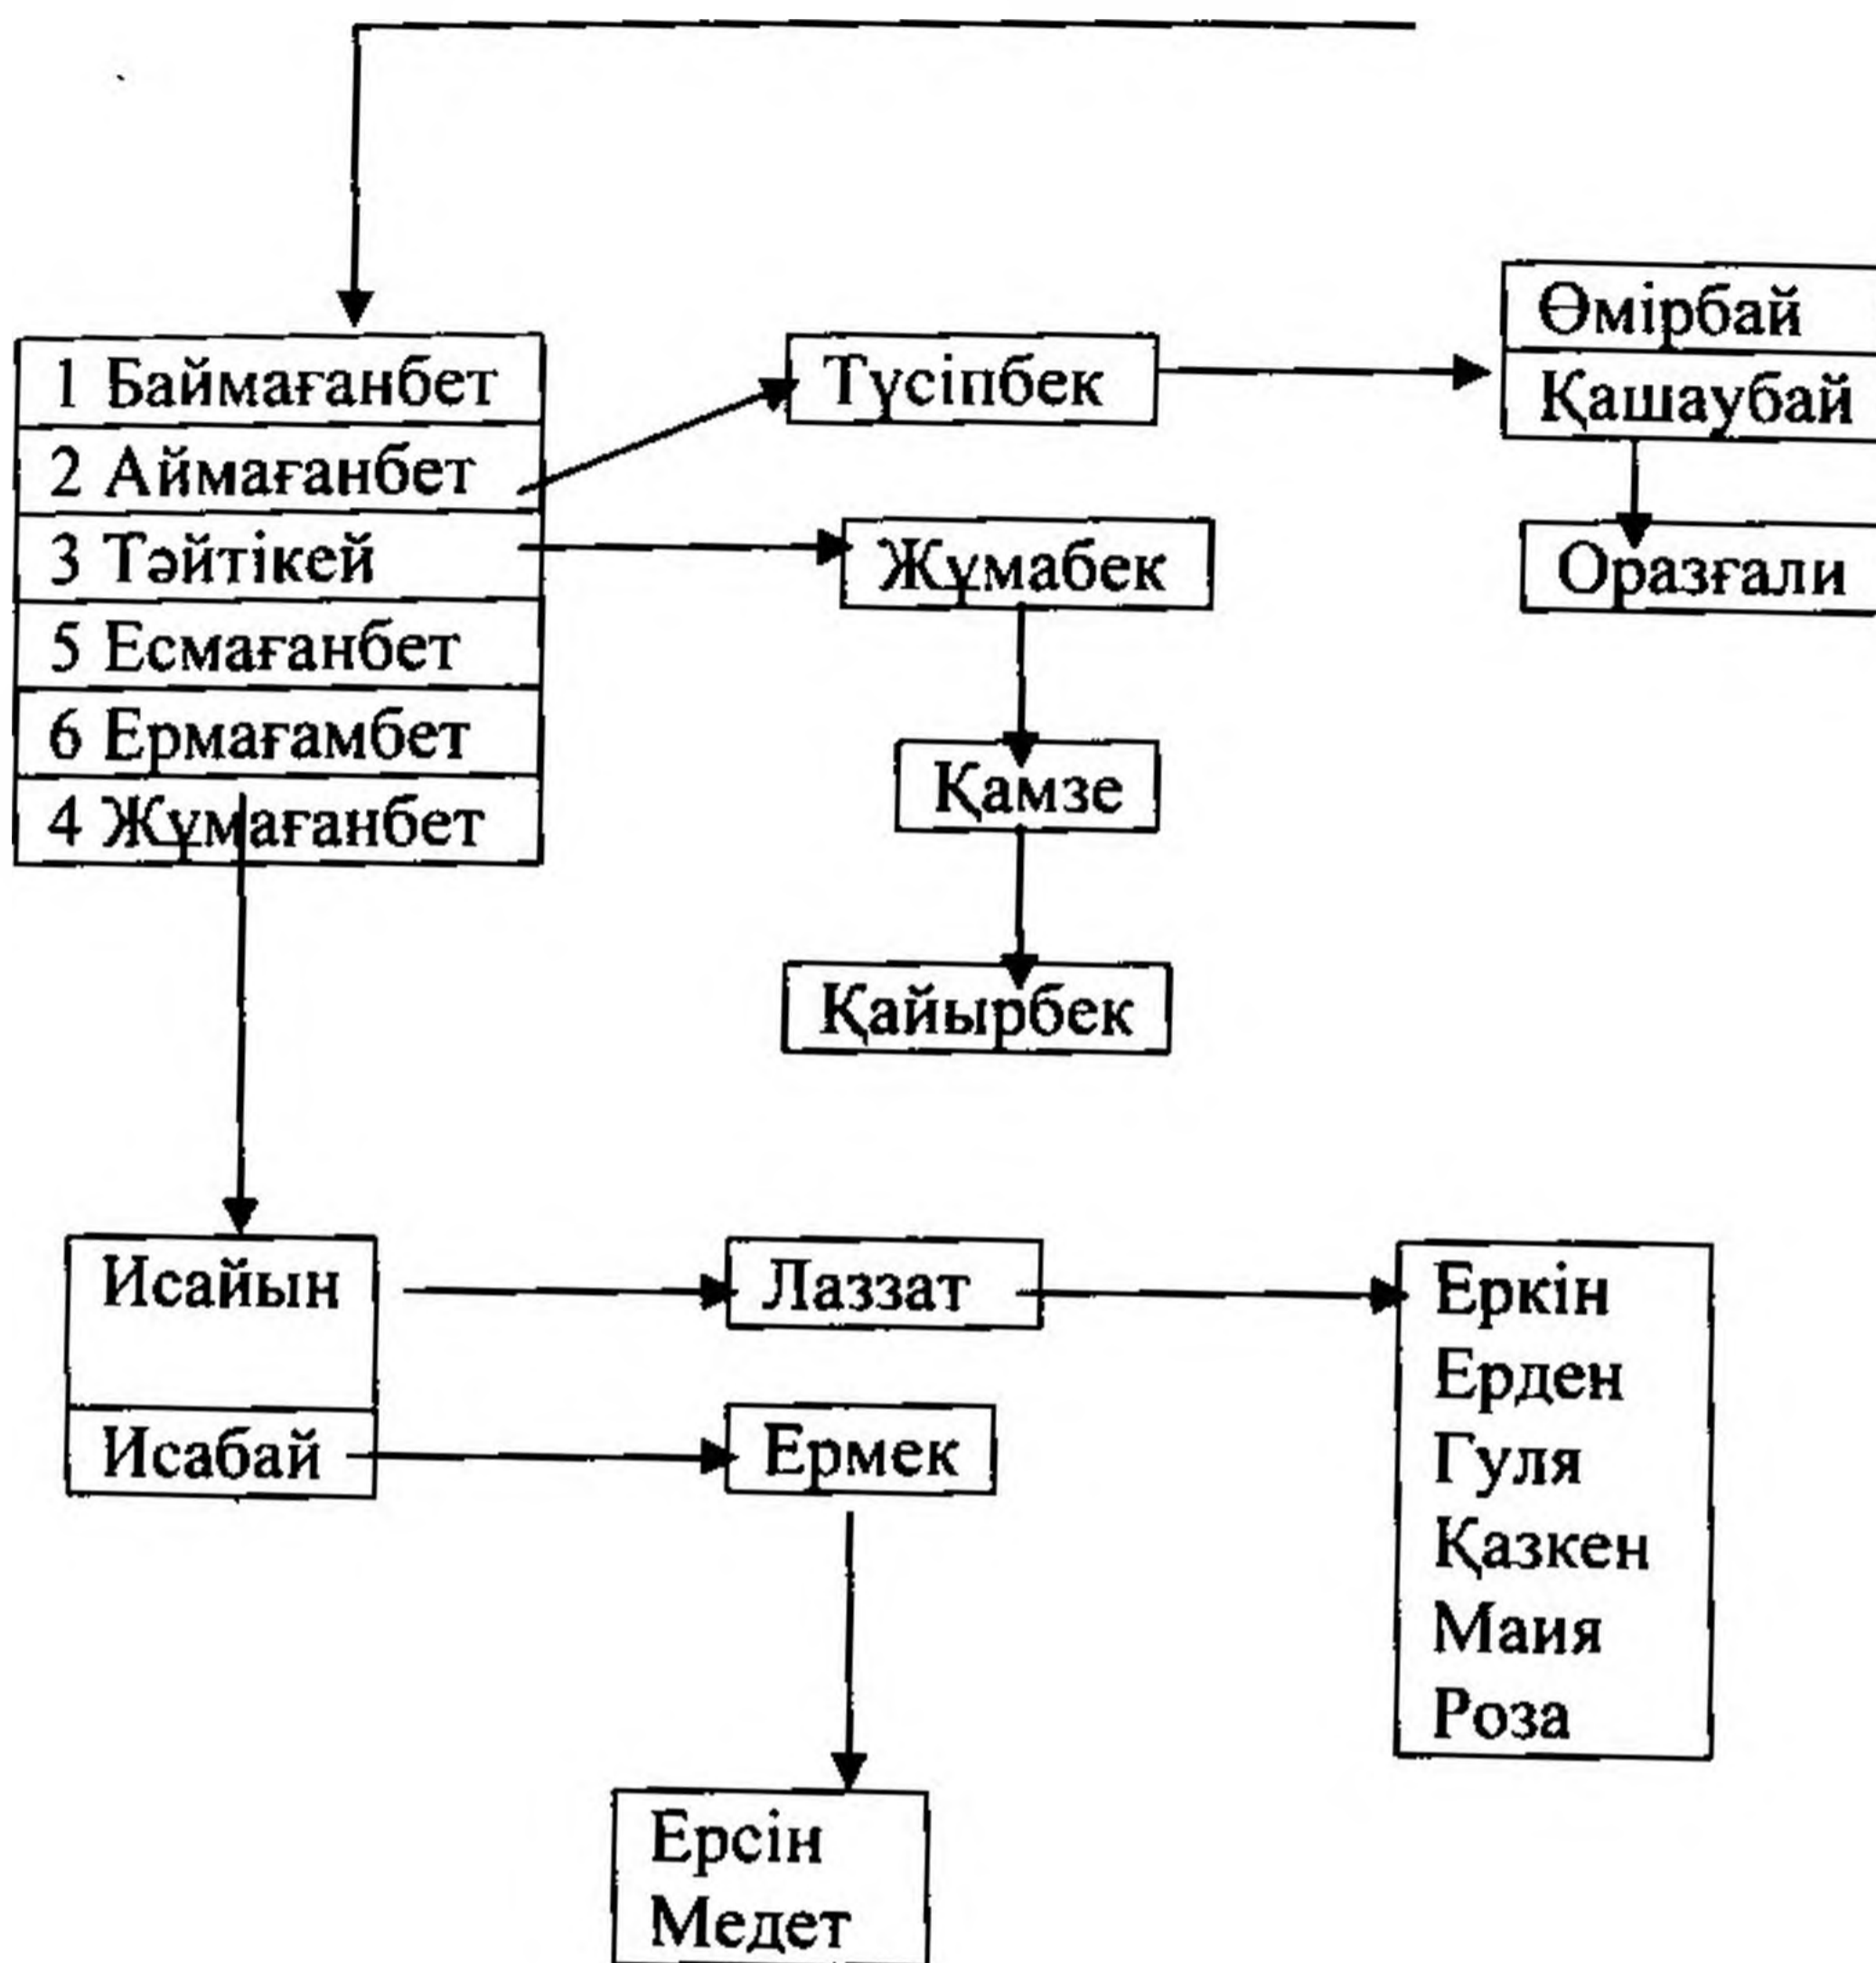 1 Баймағанбет
2 Аймағанбет
3 Тәйтікей
5 Есмағанбет
6 Ермағамбет
4 Жұмағанбет
Түсіпбек
Өмірбай
Қашаубай
Оразғали
Жұмабек
Қамзе
Қайырбек
Исайын
Исабай
Лаззат
Ермек
Еркін
Ерден
Гуля
Қазкен
Маия
Роза
Ерсін
Медет